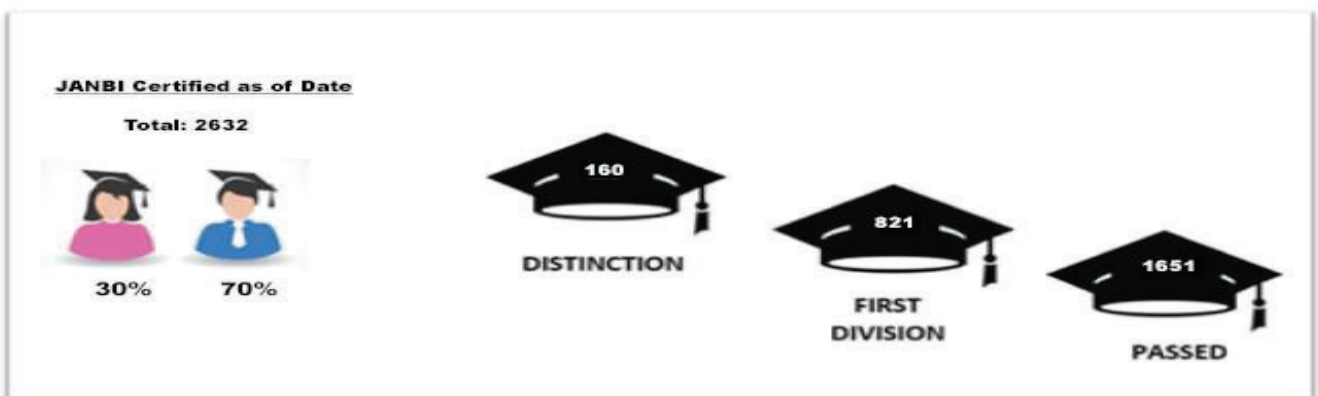 JANBI Certified as of Date
Total: 2632
30% 70%
160
DISTINCTION
821
FIRST
DIVISION
1651
PASSED